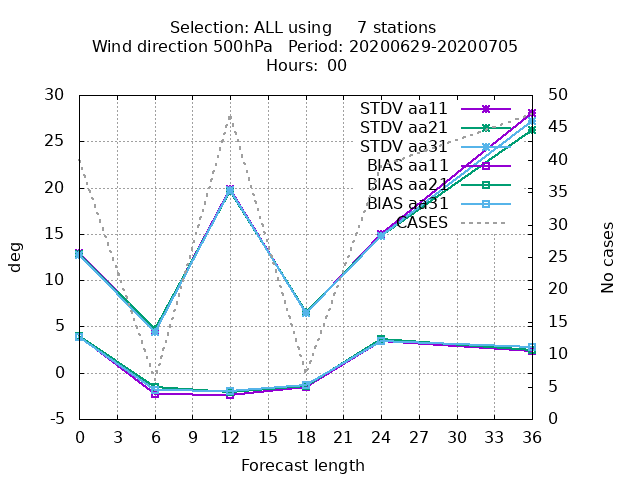 Selection: ALL using 7 stations
Wind direction 500hPa Period: 20200629-20200705
Hours: 00
30
25
20
15
10
5
0
-5
deg
50
45
40
35
30
25
20
15
10
5
0
No cases
STDV aa11
STDV aa21
STDV aa31
BIAS aa11
BIAS aa21
BIAS aa31
CASES
0 3 6 9 12 15 18 21 24 27 30 33 36
Forecast length